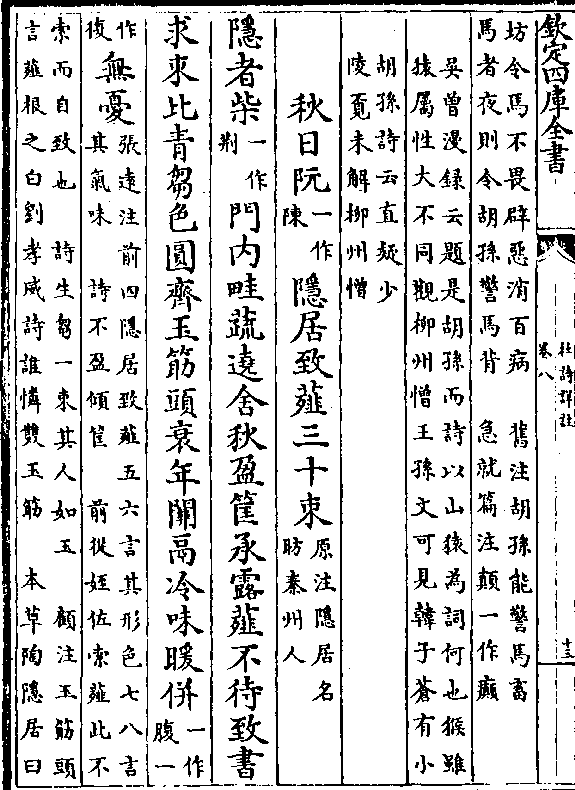 欽定四庫全書
杜詩詳註
卷八
十三
坊令馬不畏辟惡消百病　舊注胡孫能警馬畜
馬者夜則令胡孫警馬背　急就篇注顛一作癲
吳曾漫録云題是胡孫而詩以山猿為詞何也猴雖
猿屬性大不同觀柳州憎王孫文可見韓子蒼有小
胡孫詩云直疑少
陵覔未解柳州憎
秋日阮一作陳隱居致薤三十束原注隱居名昉秦州人
隱者柴一作荆門内畦蔬遶舍秋盈筐承露薤不待致書
求束比青芻色圓齊玉筯頭衰年關鬲冷味暖併一作腹一
作復無憂張遠注前四隱居致薤五六言其形色七八言其氣味　詩不盈傾筐　前從姪佐索薤此不
索而自致也　詩生芻一束其人如玉　顧注玉筯頭
言薤根之白劉孝威詩誰憐雙玉筯　本草陶隱居曰